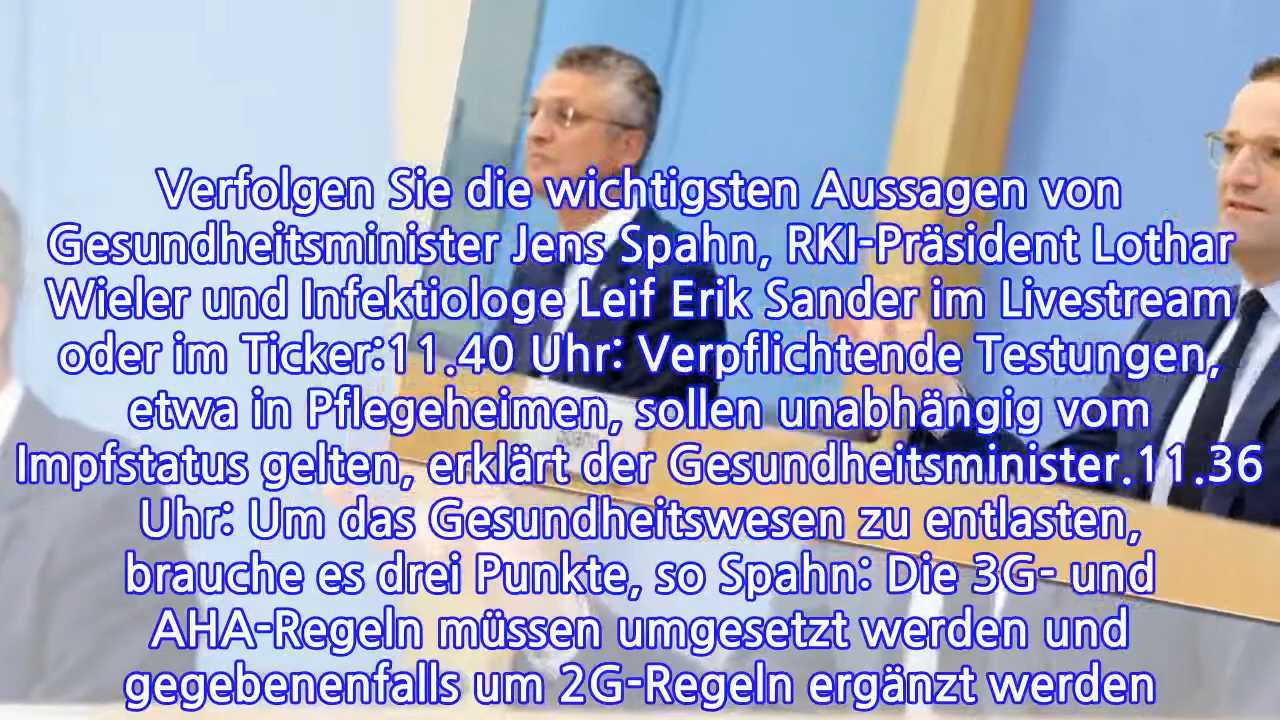 Verfolgen Sie die wichtigsten Aussagen von
Gesundheitsminister Jens Spahn, RKI-Präsident Lothar
Wieler und Infektiologe Leif Erik Sander im Livestream
oder im Ticker:11.40 Uhr: Verpflichtende Testungen,
etwa in Pflegeheimen, sollen unabhängig vom
Impfstatus gelten, erklärt der Gesundheitsminister.11.36
Uhr: Um das Gesundheitswesen zu entlasten,
brauche es drei Punkte, so Spahn: Die 3G- und
AHA-Regeln müssen umgesetzt werden und
gegebenenfalls um 2G-Regeln ergänzt werden